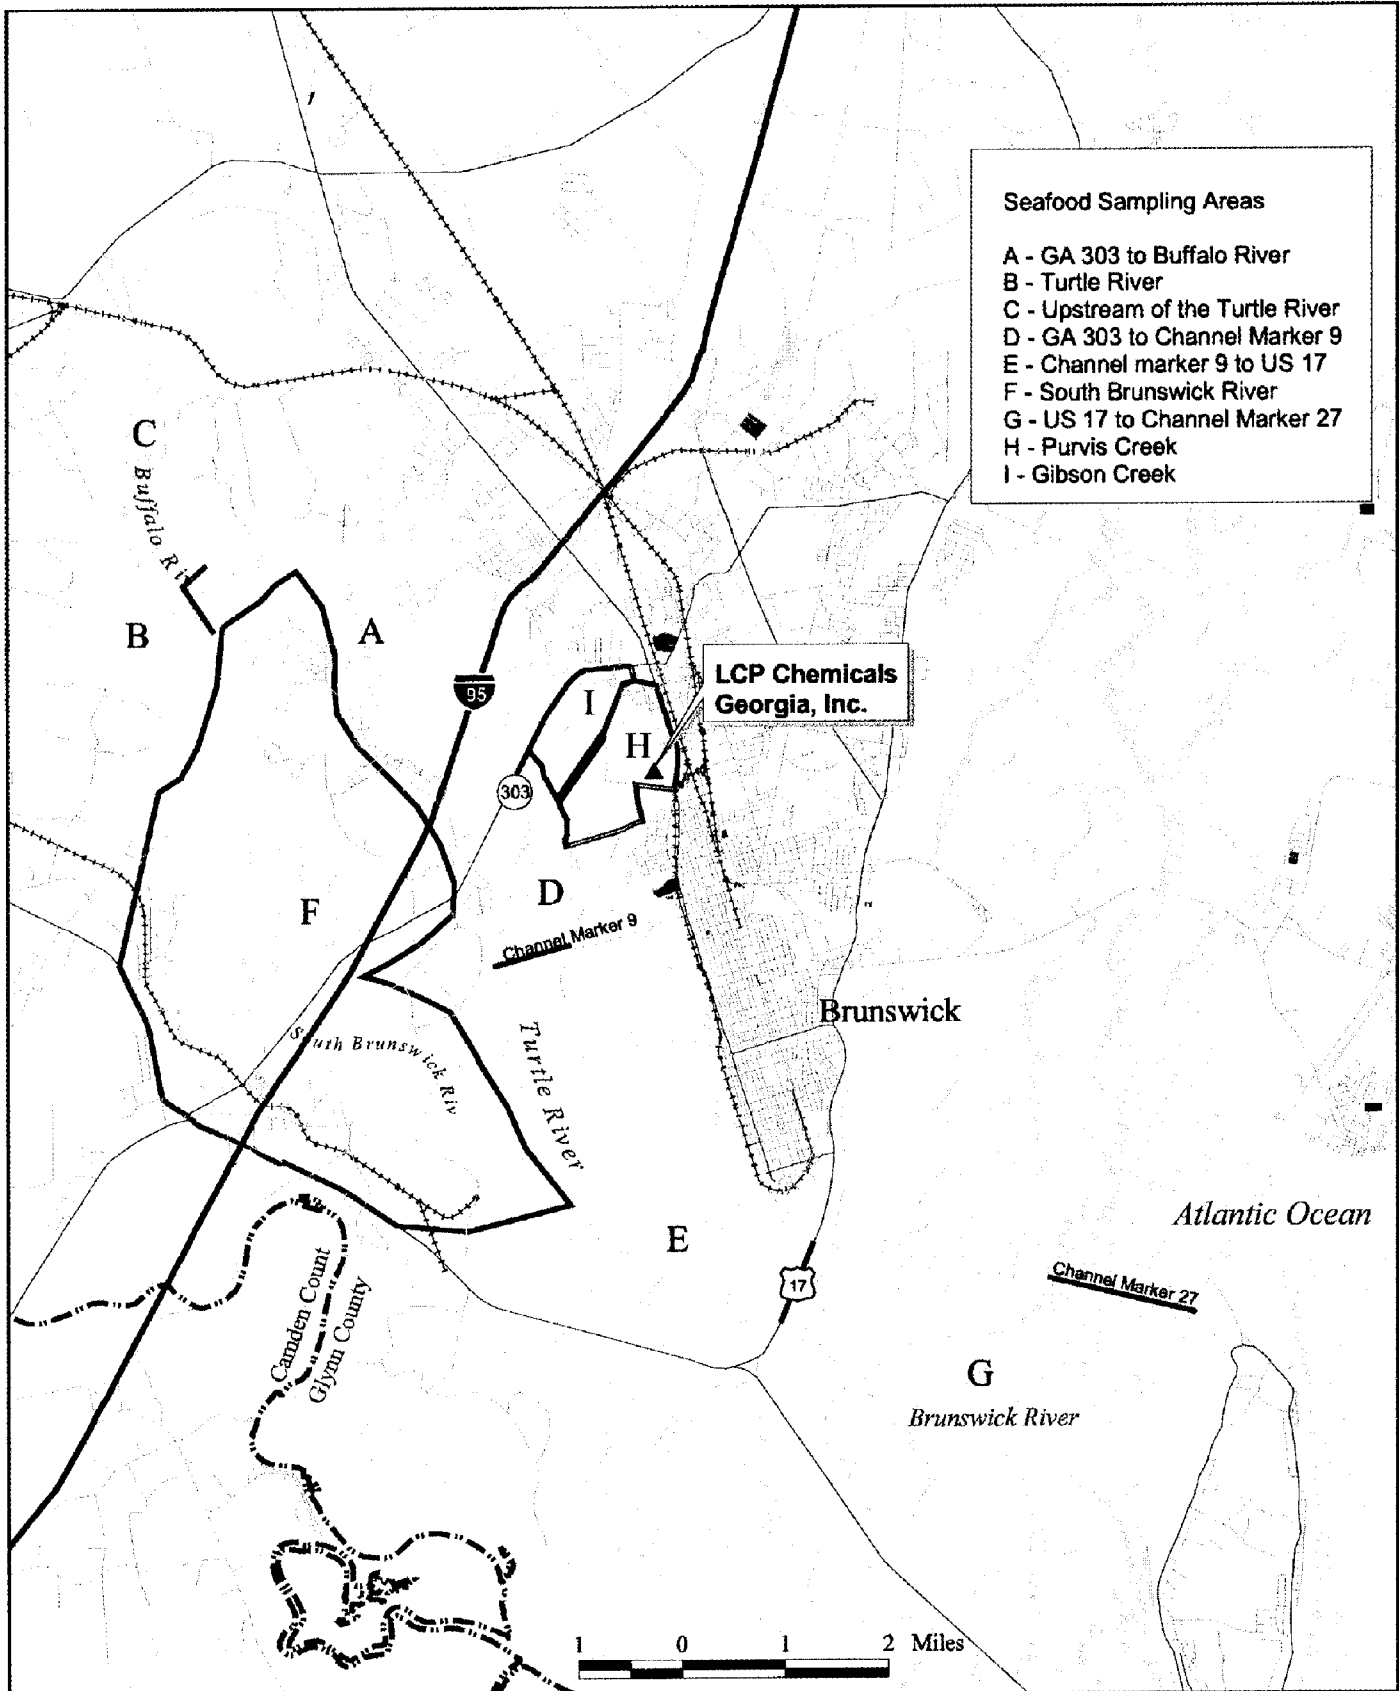 Seafood Sampling Areas
A - GA 303 to Buffalo River
B - Turtle River
C - Upstream of the Turtle River
D - GA 303 to Channel Marker 9
E - Channel marker 9 to US 17
F - South Brunswick River
G - US 17 to Channel Marker 27
H - Purvis Creek
I - Gibson Creek
C
Buffalo Riv
B
A
95
I
LCP Chemicals
Georgia, Inc.
H
303
D
F
Channel Marker 9
Brunswick
South Brunswick Riv
Turtle River
Atlantic Ocean
E
17
Channel Marker 27
Camden Count
Glynn County
G
Brunswick River
1 0 1 2 Miles